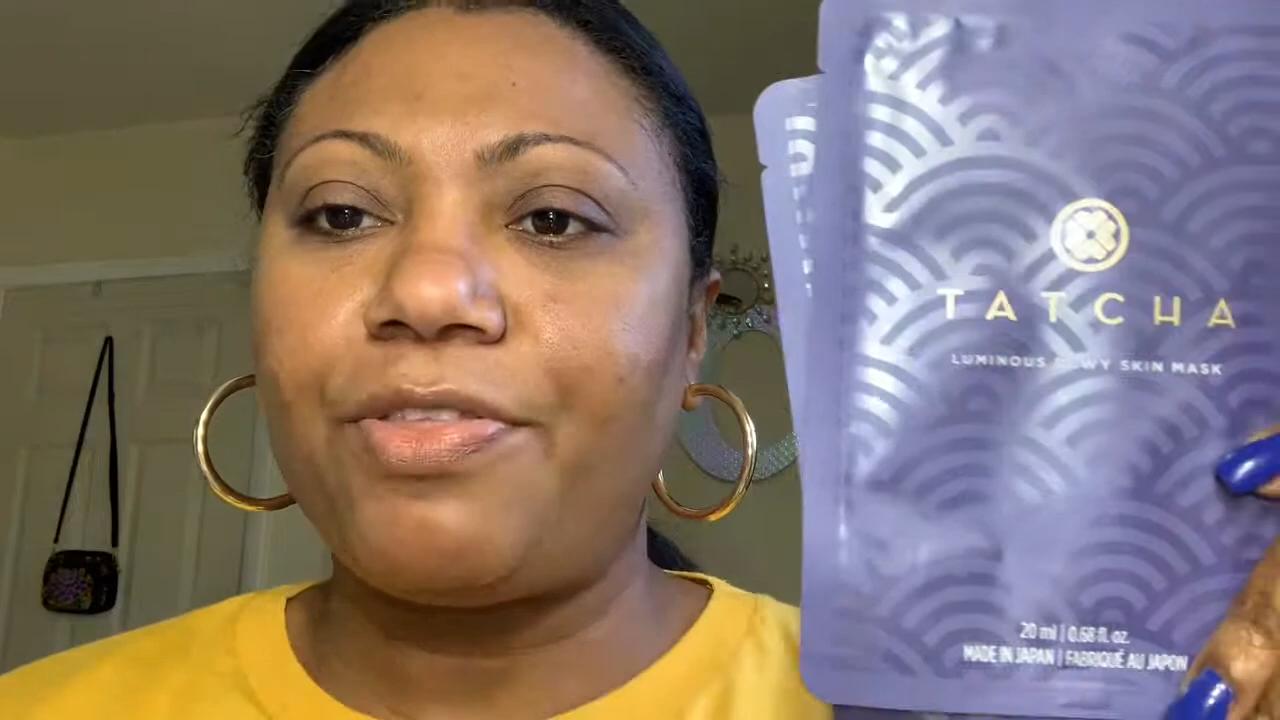 TATCHA
LUMINOUS DEWY SKIN MASK
20 ml | 0.68 fl. oz.
MADE IN JAPAN | FABRIQUÉ AU JAPON